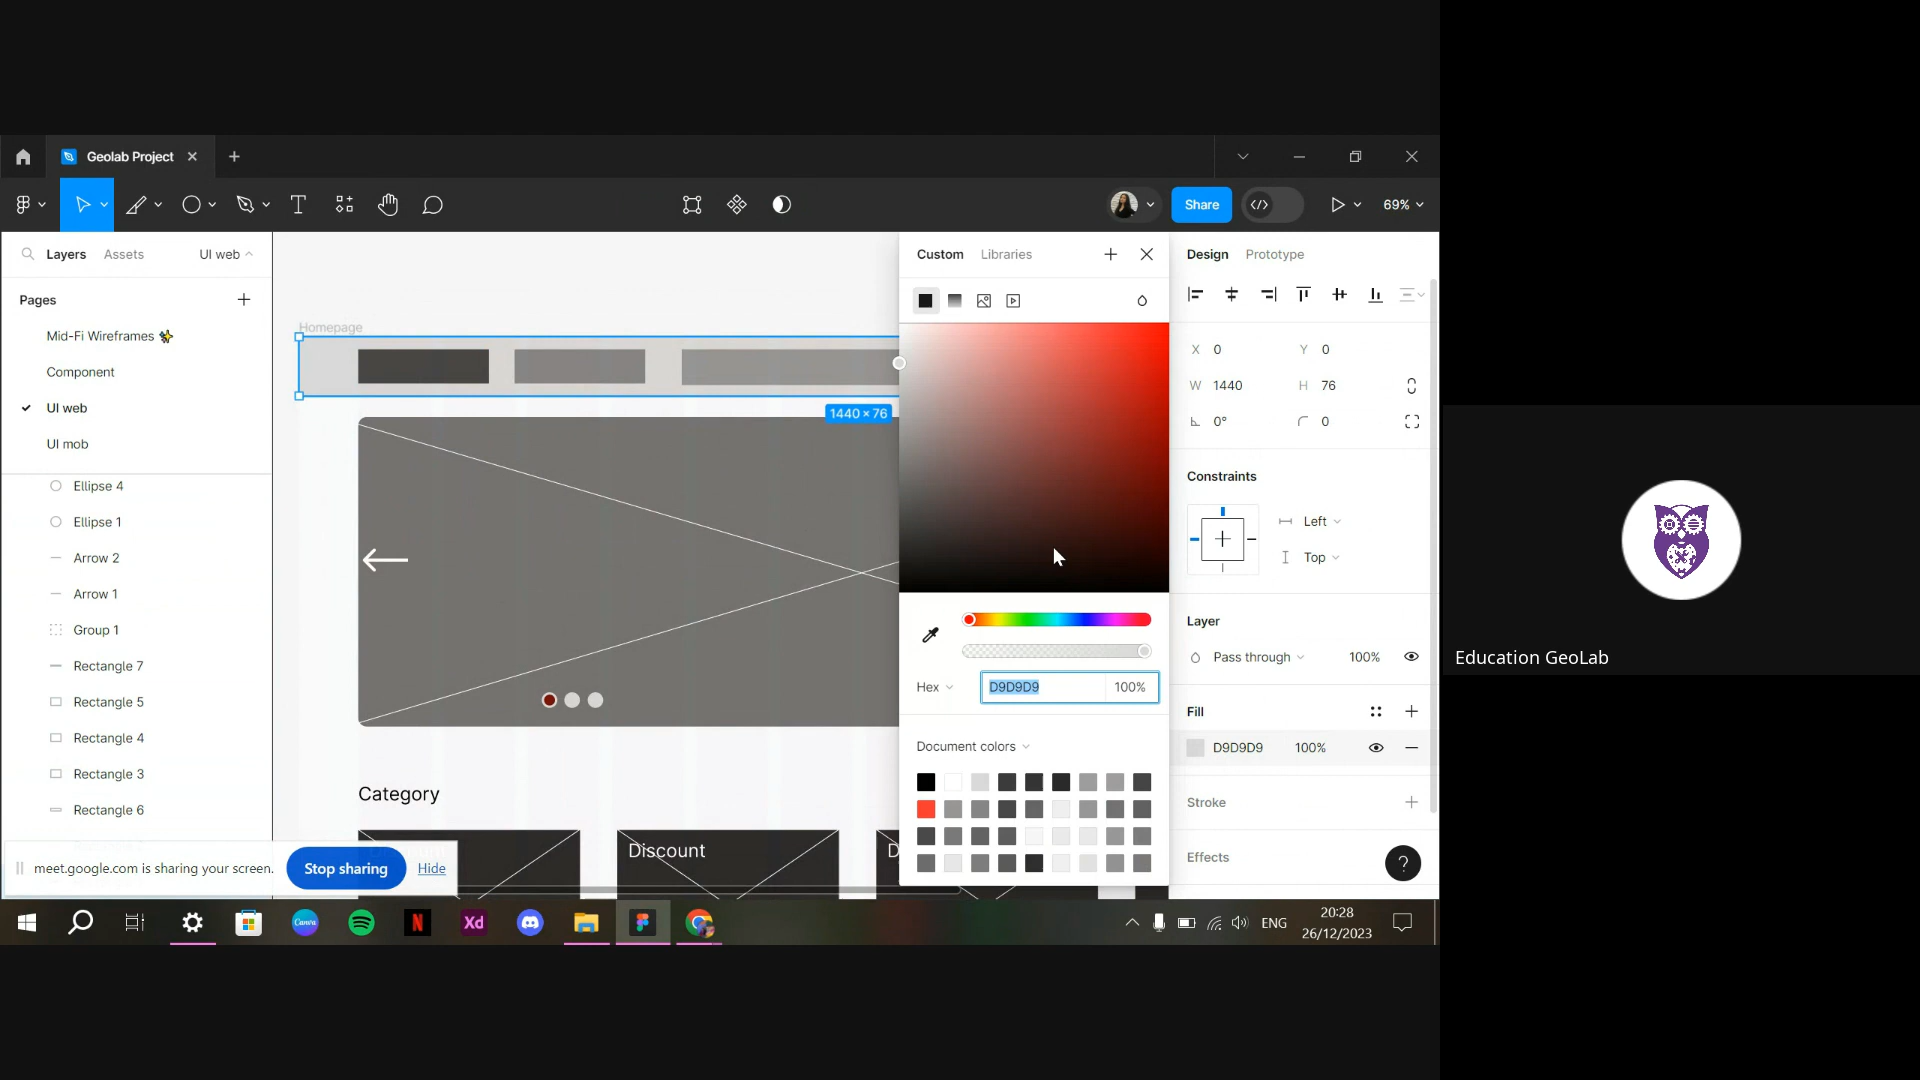 Geolab Project
Share
69%
Layers
Assets
UI web
Pages
Mid-Fi Wireframes ✨
Component
UI web
UI mob
Ellipse 4
Ellipse 1
Arrow 2
Arrow 1
Group 1
Rectangle 7
Rectangle 5
Rectangle 4
Rectangle 3
Rectangle 6
Homepage
1440 × 76
Category
Discount
D
Custom
Libraries
Hex
D9D9D9
100%
Document colors
Design
Prototype
X 0
Y 0
W 1440
H 76
0°
0
Constraints
Left
Top
Layer
Pass through
100%
Fill
D9D9D9
100%
Stroke
Effects
?
meet.google.com is sharing your screen.
Stop sharing
Hide
Canva
N
Xd
ENG
20:28
26/12/2023
Education GeoLab